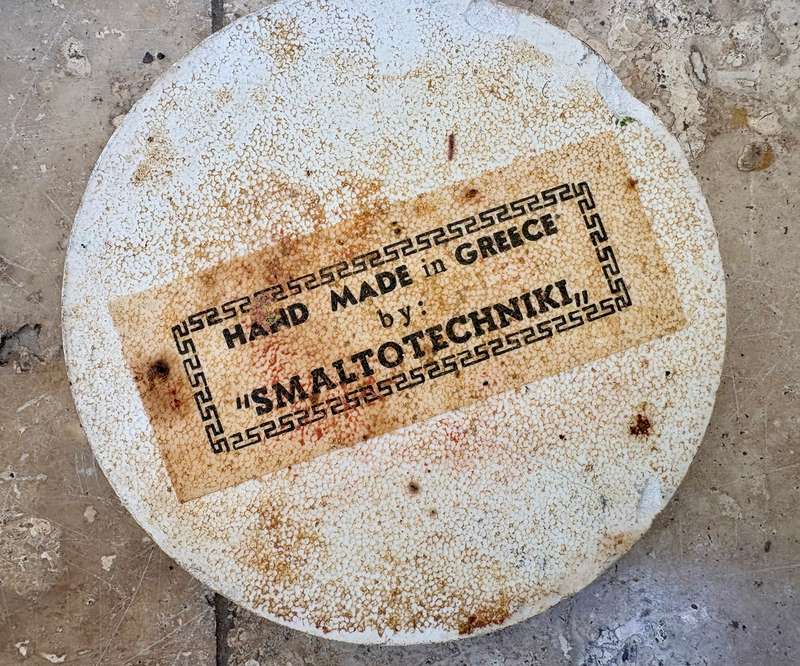 HAND MADE in GREECE
by:
"SMALTOTECHNIKI„